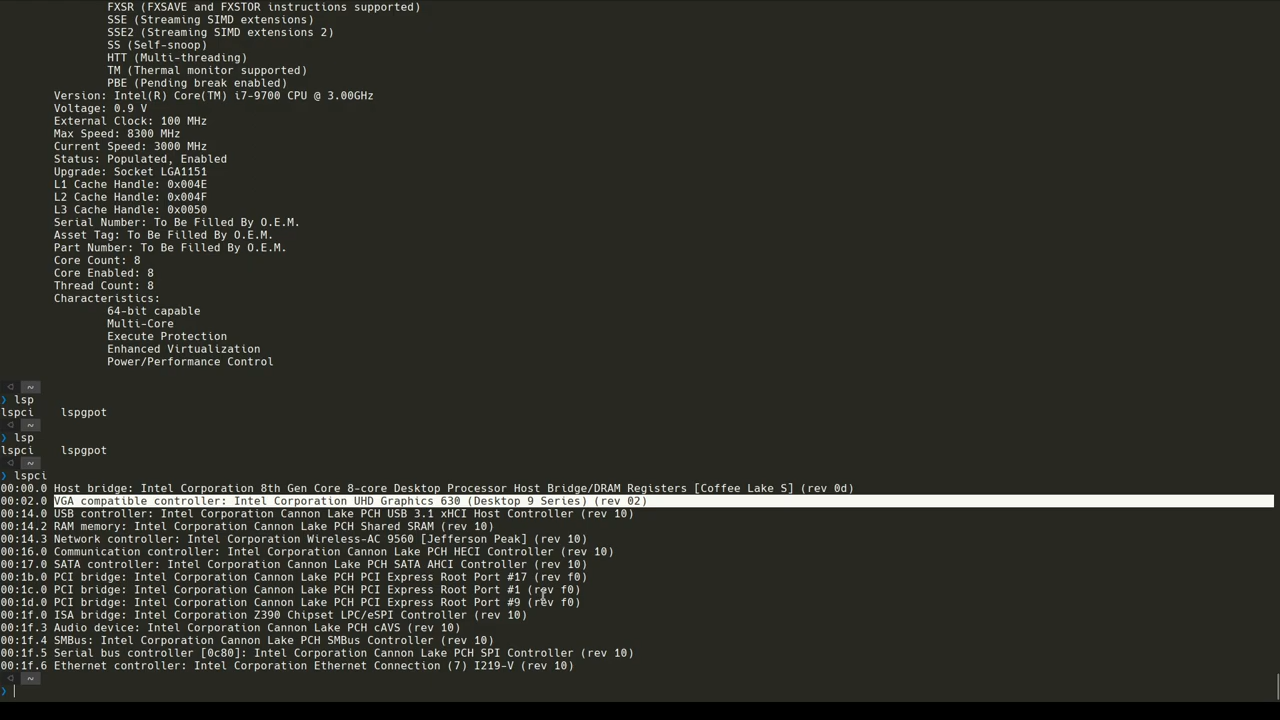 FXSR (FXSAVE and FXSTOR instructions supported)
SSE (Streaming SIMD extensions)
SSE2 (Streaming SIMD extensions 2)
SS (Self-snoop)
HTT (Multi-threading)
TM (Thermal monitor supported)
PBE (Pending break enabled)
Version: Intel(R) Core(TM) i7-9700 CPU @ 3.00GHz
Voltage: 0.9 V
External Clock: 100 MHz
Max Speed: 8300 MHz
Current Speed: 3000 MHz
Status: Populated, Enabled
Upgrade: Socket LGA1151
L1 Cache Handle: 0x004E
L2 Cache Handle: 0x004F
L3 Cache Handle: 0x0050
Serial Number: To Be Filled By O.E.M.
Asset Tag: To Be Filled By O.E.M.
Part Number: To Be Filled By O.E.M.
Core Count: 8
Core Enabled: 8
Thread Count: 8
Characteristics:
64-bit capable
Multi-Core
Execute Protection
Enhanced Virtualization
Power/Performance Control
~
❯ lsp
lspci    lspgpot
~
❯ lsp
lspci    lspgpot
~
❯ lspci
00:00.0 Host bridge: Intel Corporation 8th Gen Core 8-core Desktop Processor Host Bridge/DRAM Registers [Coffee Lake S] (rev 0d)
00:02.0 VGA compatible controller: Intel Corporation UHD Graphics 630 (Desktop 9 Series) (rev 02)
00:14.0 USB controller: Intel Corporation Cannon Lake PCH USB 3.1 xHCI Host Controller (rev 10)
00:14.2 RAM memory: Intel Corporation Cannon Lake PCH Shared SRAM (rev 10)
00:14.3 Network controller: Intel Corporation Wireless-AC 9560 [Jefferson Peak] (rev 10)
00:16.0 Communication controller: Intel Corporation Cannon Lake PCH HECI Controller (rev 10)
00:17.0 SATA controller: Intel Corporation Cannon Lake PCH SATA AHCI Controller (rev 10)
00:1b.0 PCI bridge: Intel Corporation Cannon Lake PCH PCI Express Root Port #17 (rev f0)
00:1c.0 PCI bridge: Intel Corporation Cannon Lake PCH PCI Express Root Port #1 (rev f0)
00:1d.0 PCI bridge: Intel Corporation Cannon Lake PCH PCI Express Root Port #9 (rev f0)
00:1f.0 ISA bridge: Intel Corporation Z390 Chipset LPC/eSPI Controller (rev 10)
00:1f.3 Audio device: Intel Corporation Cannon Lake PCH cAVS (rev 10)
00:1f.4 SMBus: Intel Corporation Cannon Lake PCH SMBus Controller (rev 10)
00:1f.5 Serial bus controller [0c80]: Intel Corporation Cannon Lake PCH SPI Controller (rev 10)
00:1f.6 Ethernet controller: Intel Corporation Ethernet Connection (7) I219-V (rev 10)
~
❯